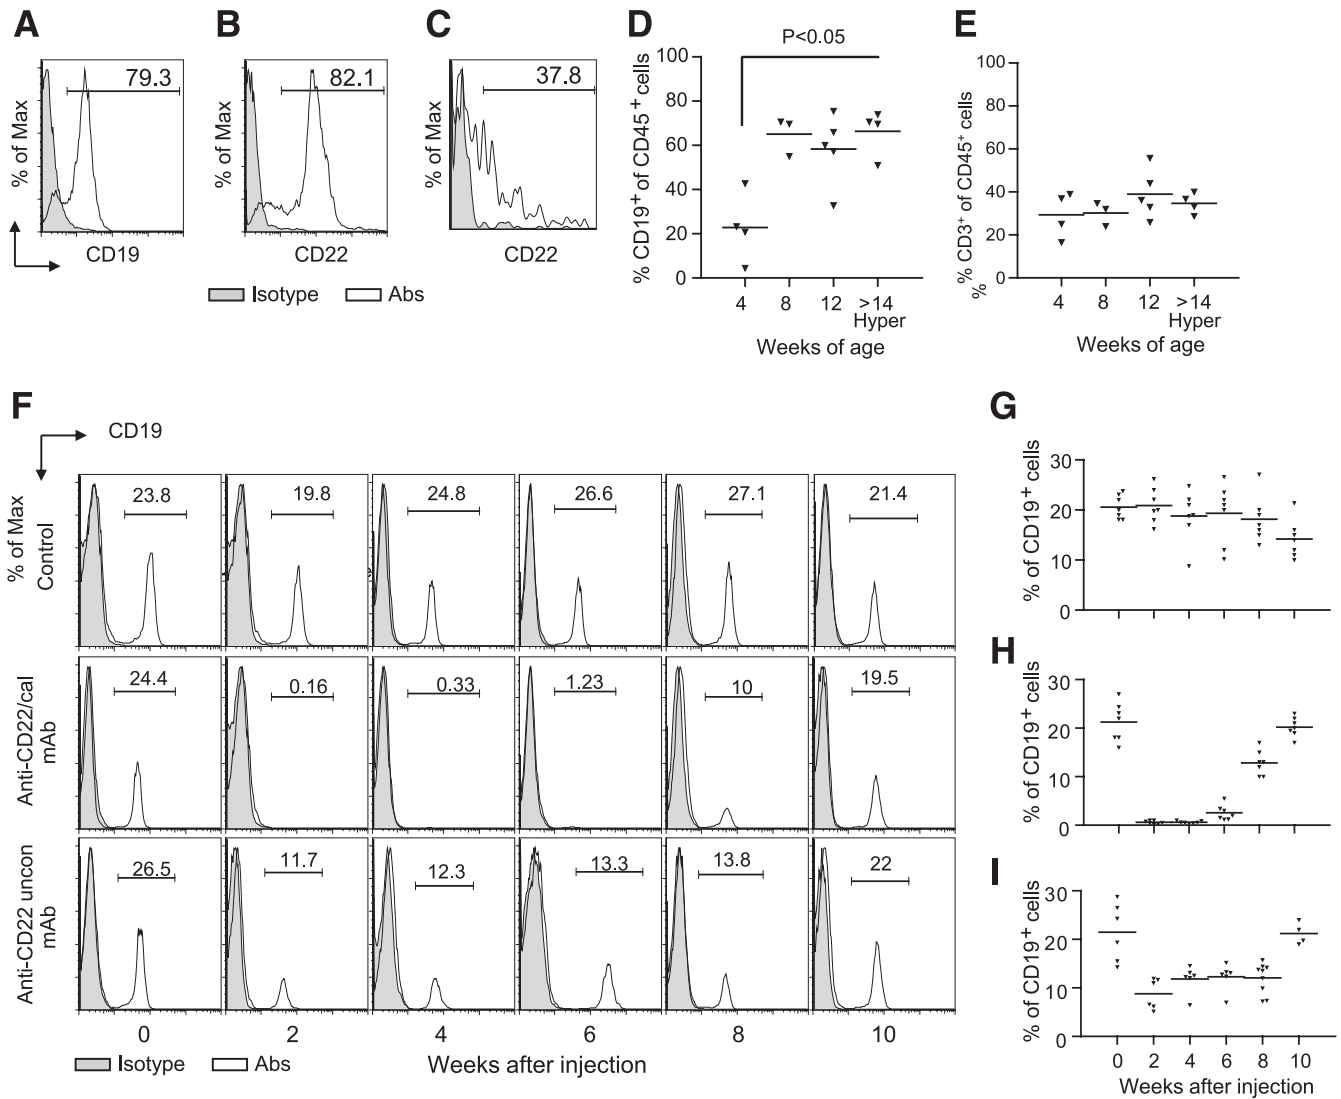 A
79.3
% of Max
CD19
B
82.1
% of Max
CD22
C
37.8
% of Max
CD22
Isotype Abs
D
P<0.05
% CD19+ of CD45+ cells
100
80
60
40
20
0
4 8 12 >14
Hyper
Weeks of age
E
% CD3+ of CD45+ cells
%
100
80
60
40
20
0
4 8 12 >14
Hyper
Weeks of age
F
CD19
% of Max
Control
23.8 19.8 24.8 26.6 27.1 21.4
Anti-CD22/cal
mAb
24.4 0.16 0.33 1.23 10 19.5
Anti-CD22 uncon
mAb
26.5 11.7 12.3 13.3 13.8 22
0 2 4 6 8 10
Isotype Abs
Weeks after injection
G
% of CD19+ cells
30
20
10
0
H
% of CD19+ cells
30
20
10
0
I
% of CD19+ cells
30
20
10
0
0 2 4 6 8 10
Weeks after injection